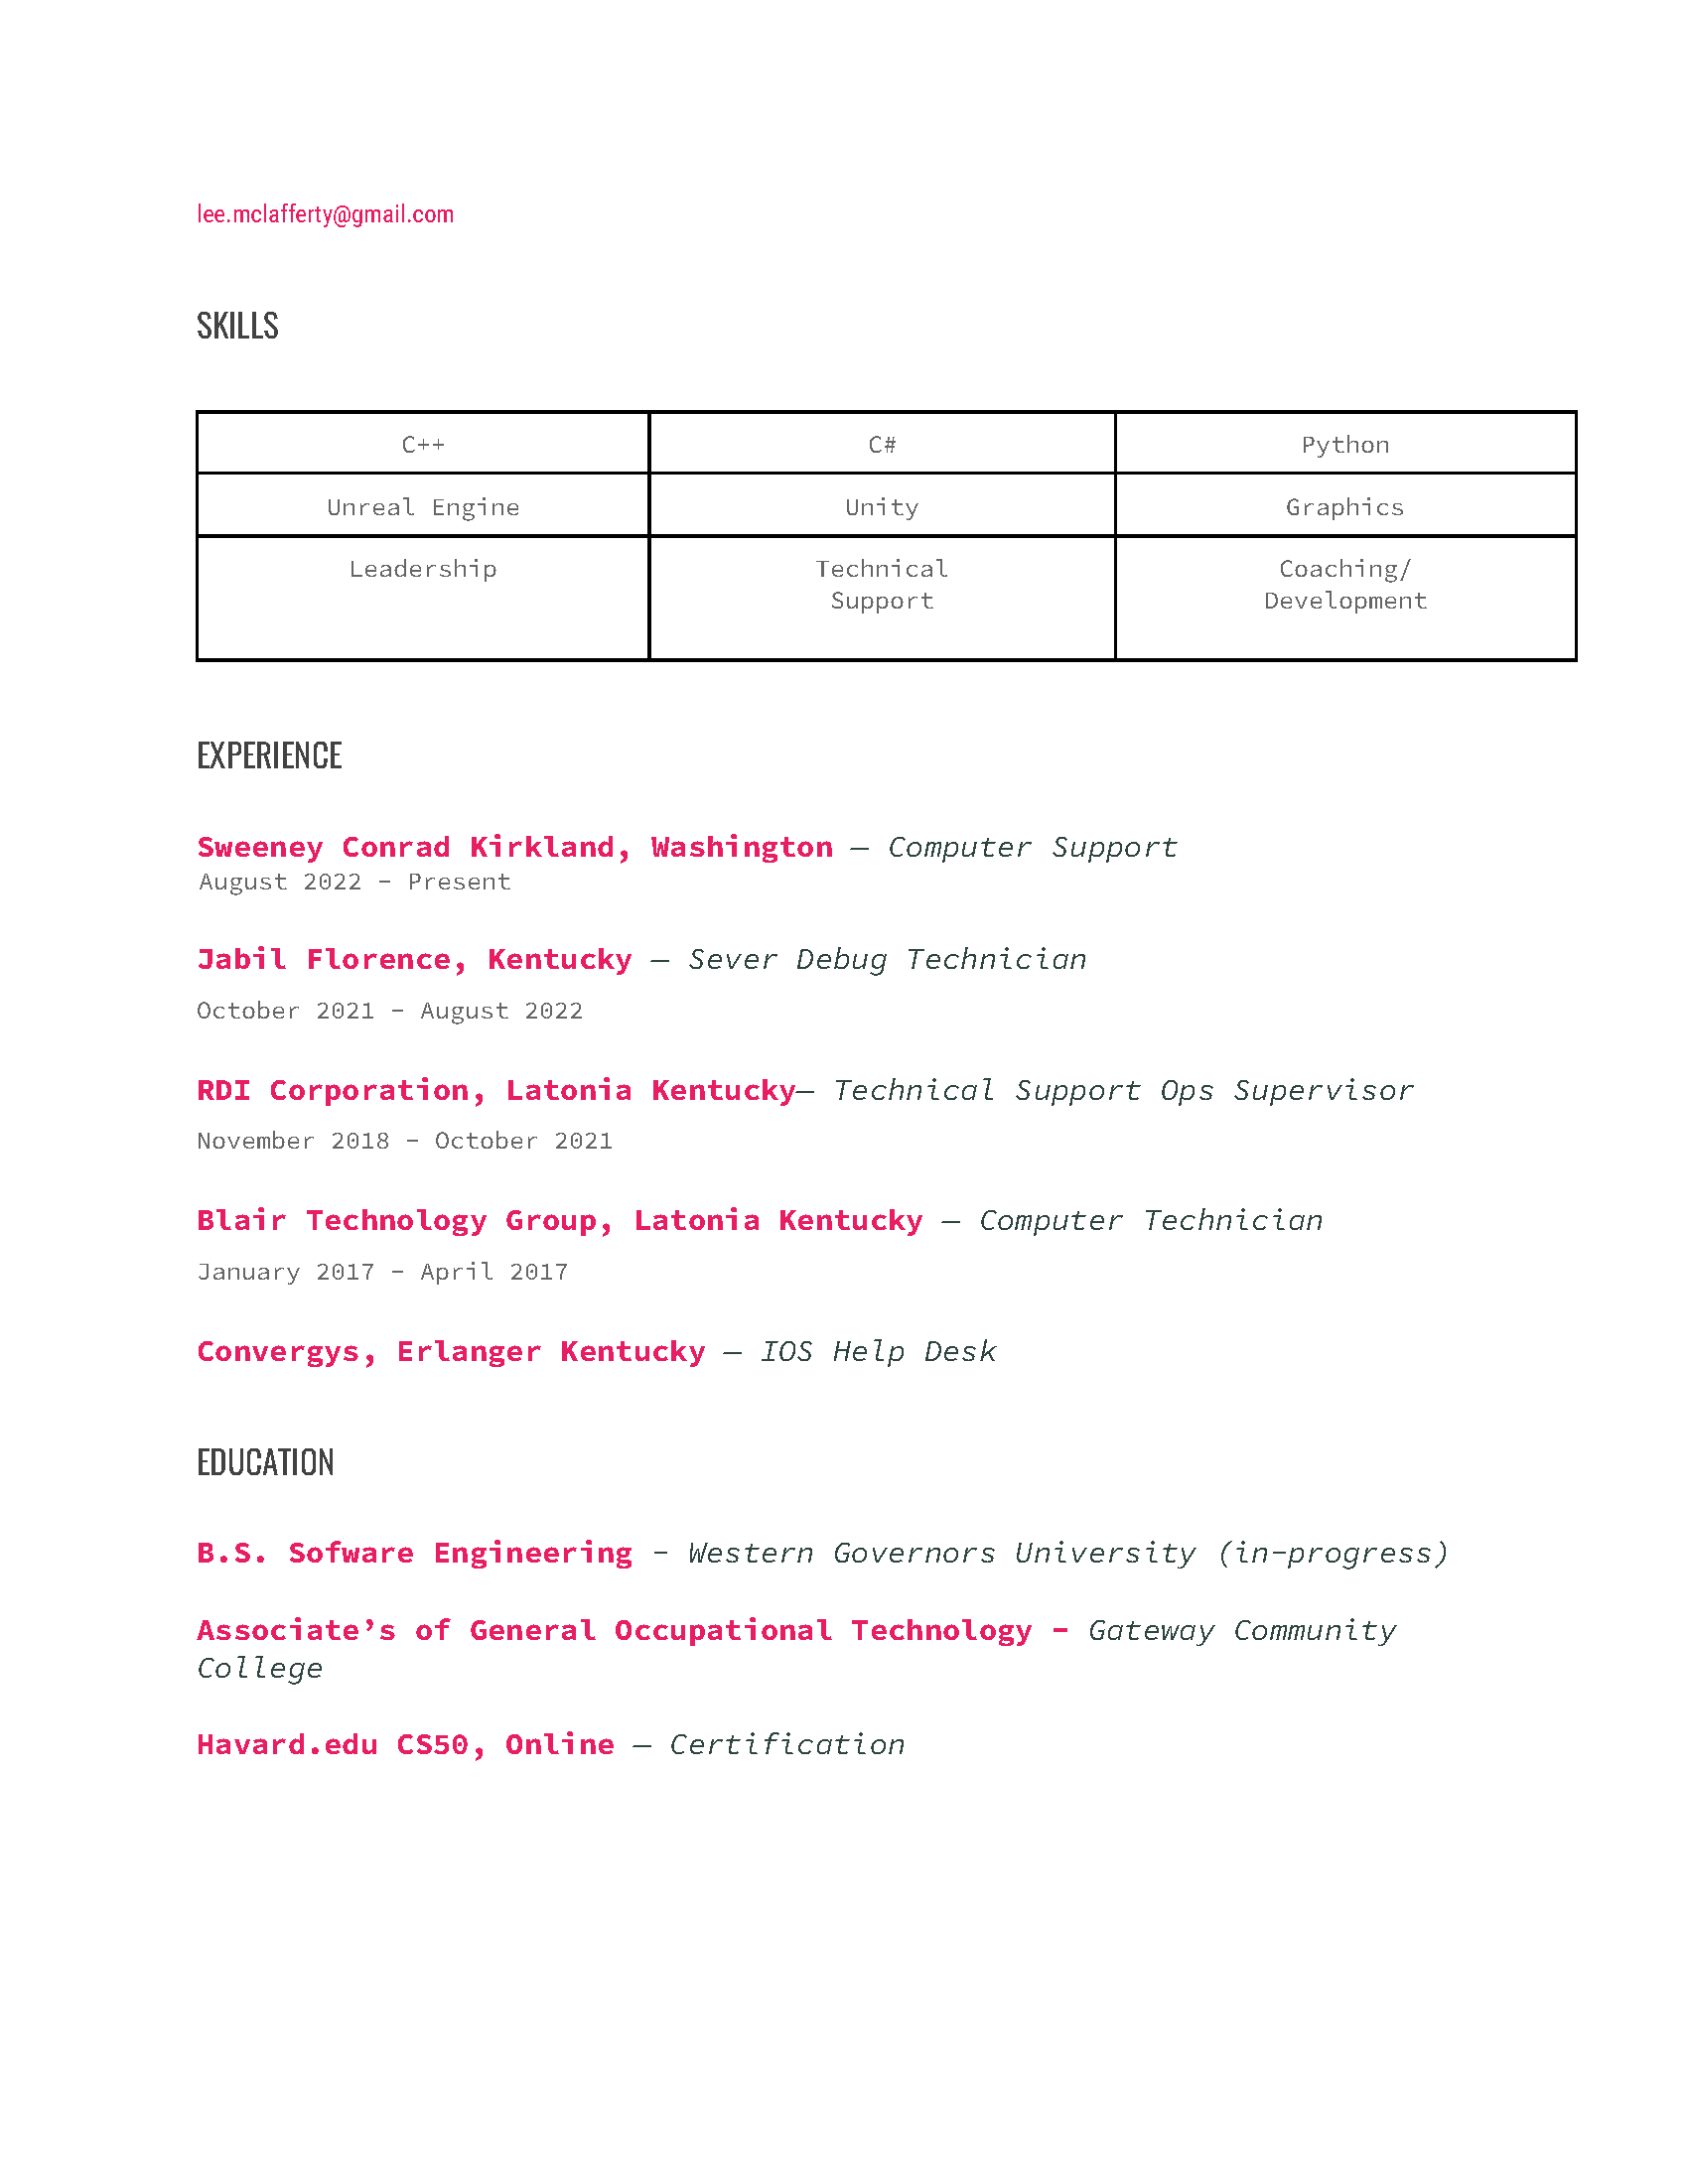 lee.mclafferty@gmail.com
SKILLS
C++ C# Python
Unreal Engine Unity Graphics
Leadership Technical Coaching/
Support Development
EXPERIENCE
Sweeney Conrad Kirkland, Washington — Computer Support
August 2022 - Present
Jabil Florence, Kentucky — Sever Debug Technician
October 2021 - August 2022
RDI Corporation, Latonia Kentucky— Technical Support Ops Supervisor
November 2018 - October 2021
Blair Technology Group, Latonia Kentucky — Computer Technician
January 2017 - April 2017
Convergys, Erlanger Kentucky — IOS Help Desk
EDUCATION
B.S. Sofware Engineering - Western Governors University (in-progress)
Associate’s of General Occupational Technology - Gateway Community
College
Havard.edu CS50, Online — Certification